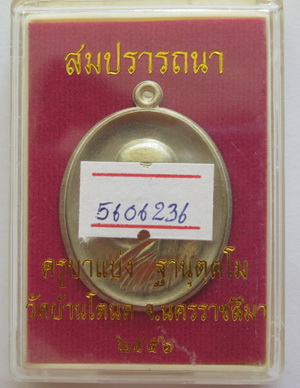 สมปรารถนา
5606236
ครูบาแบ่ง ฐานุตฺตโม
วัดบ้านโตนด จ.นครราชสีมา
๒๕๕๖